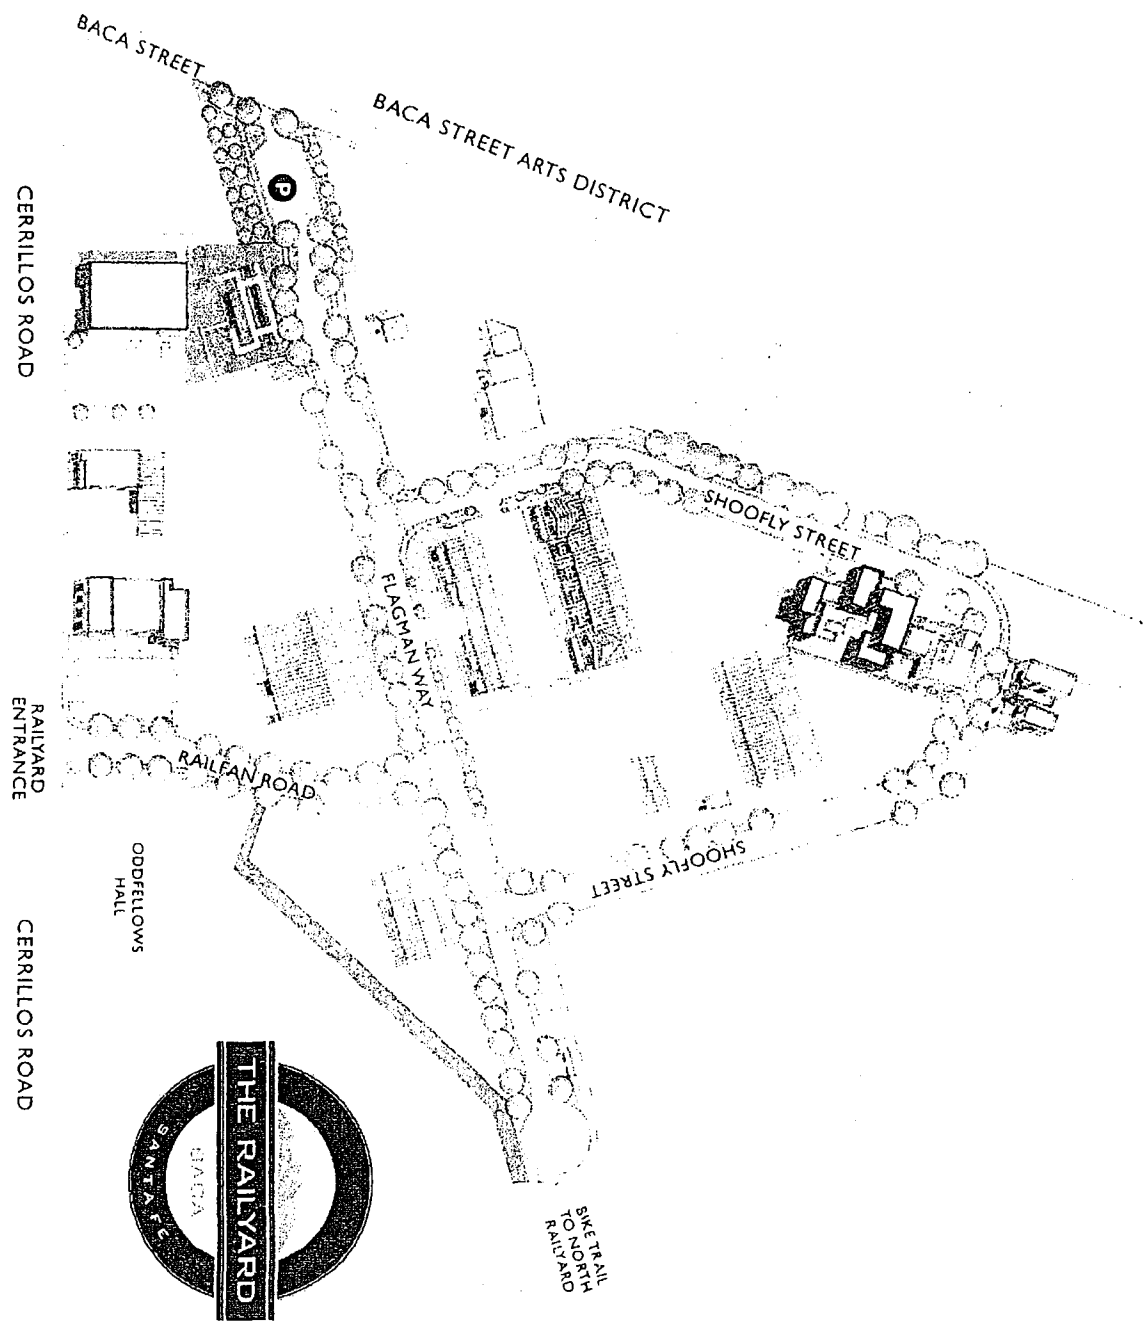 BACA STREET
BACA STREET ARTS DISTRICT
P
CERRILLOS ROAD
SHOOFLY STREET
FLAGMAN WAY
RAILYARD
ENTRANCE
RAILFAN ROAD
SHOOFLY STREET
ODDFELLOWS
HALL
CERRILLOS ROAD
THE RAILYARD
SANTA FE
BACA
BIKE TRAIL
TO NORTH
RAILYARD